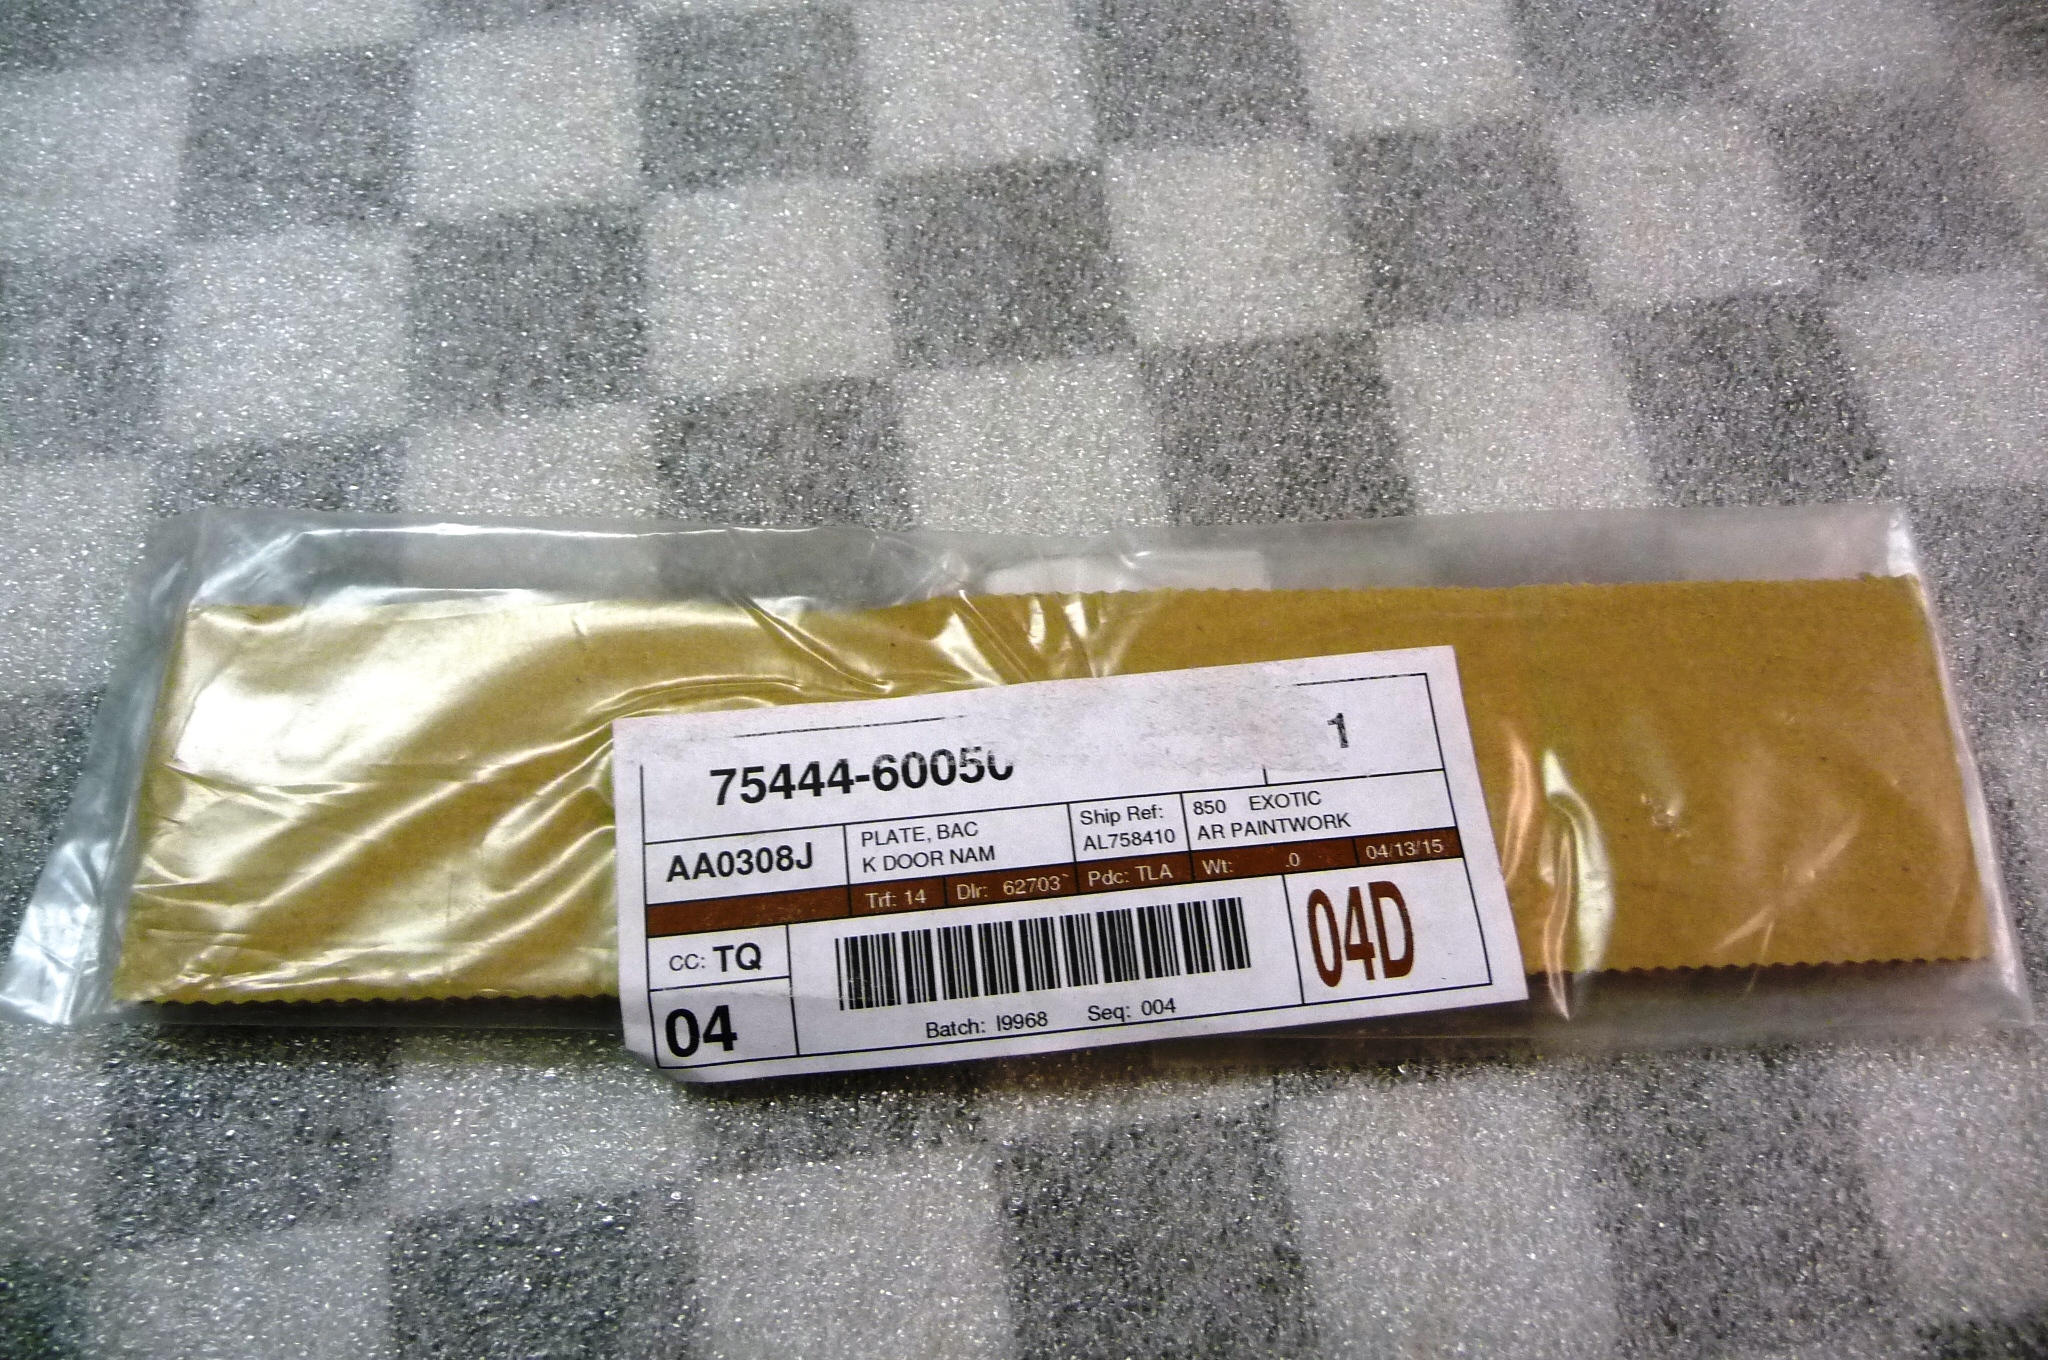 75444-60050
1
AA0308J
PLATE, BAC
K DOOR NAM
Ship Ref:
AL758410
850 EXOTIC
AR PAINTWORK
Trf: 14
Dlr: 62703`
Pdc: TLA
Wt: .0
04/13/15
CC: TQ
04
04D
Batch: I9968 Seq: 004